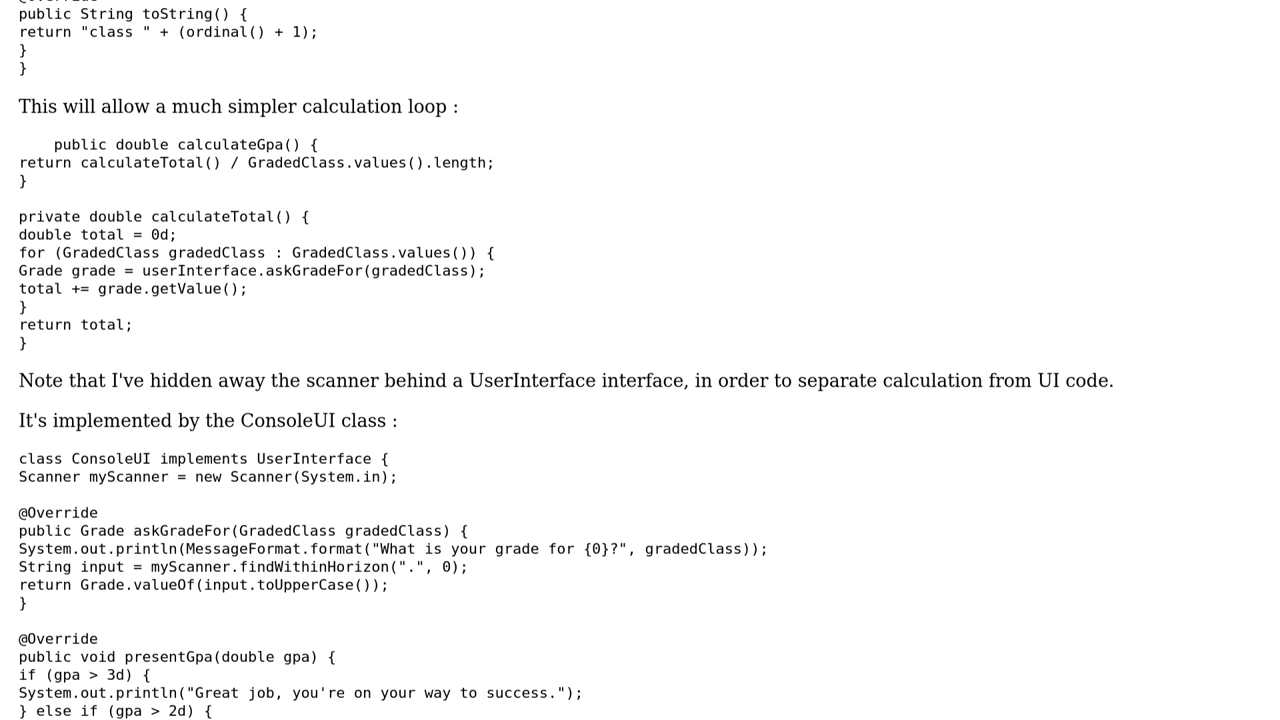 public String toString() {
return "class " + (ordinal() + 1);
}
}
This will allow a much simpler calculation loop :
public double calculateGpa() {
return calculateTotal() / GradedClass.values().length;
}
private double calculateTotal() {
double total = 0d;
for (GradedClass gradedClass : GradedClass.values()) {
Grade grade = userInterface.askGradeFor(gradedClass);
total += grade.getValue();
}
return total;
}
Note that I've hidden away the scanner behind a UserInterface interface, in order to separate calculation from UI code.
It's implemented by the ConsoleUI class :
class ConsoleUI implements UserInterface {
Scanner myScanner = new Scanner(System.in);
@Override
public Grade askGradeFor(GradedClass gradedClass) {
System.out.println(MessageFormat.format("What is your grade for {0}?", gradedClass));
String input = myScanner.findWithinHorizon(".", 0);
return Grade.valueOf(input.toUpperCase());
}
@Override
public void presentGpa(double gpa) {
if (gpa > 3d) {
System.out.println("Great job, you're on your way to success.");
} else if (gpa > 2d) {